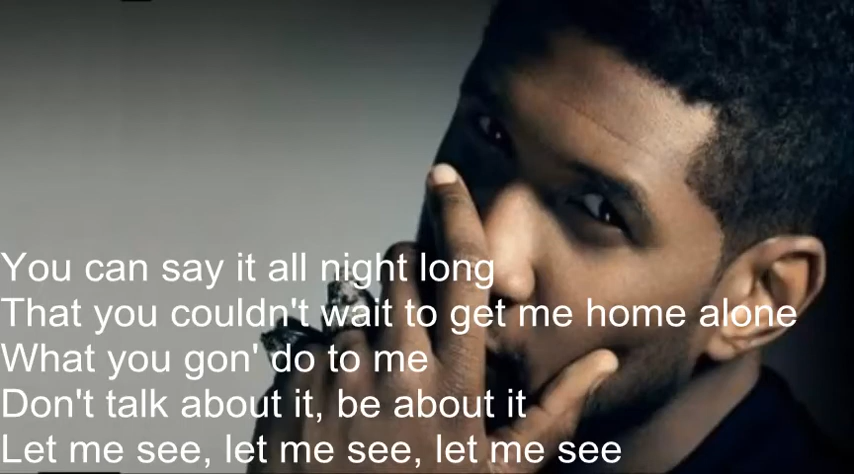 You can say it all night long
That you couldn't wait to get me home alone
What you gon' do to me
Don't talk about it, be about it
Let me see, let me see, let me see